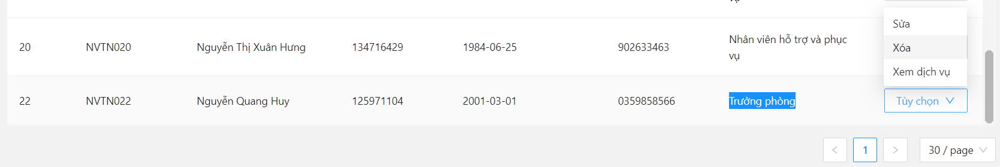 vụ
Sửa
20 NVTN020 Nguyễn Thị Xuân Hưng 134716429 1984-06-25 902633463 Nhân viên hỗ trợ và phục
vụ
Xóa
Xem dịch vụ
22 NVTN022 Nguyễn Quang Huy 125971104 2001-03-01 0359858566 Trưởng phòng Tùy chọn
1 30 / page